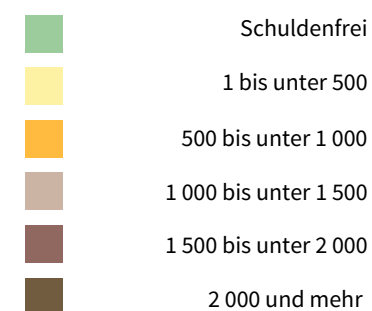 Schuldenfrei
1 bis unter 500
500 bis unter 1 000
1 000 bis unter 1 500
1 500 bis unter 2 000
2 000 und mehr